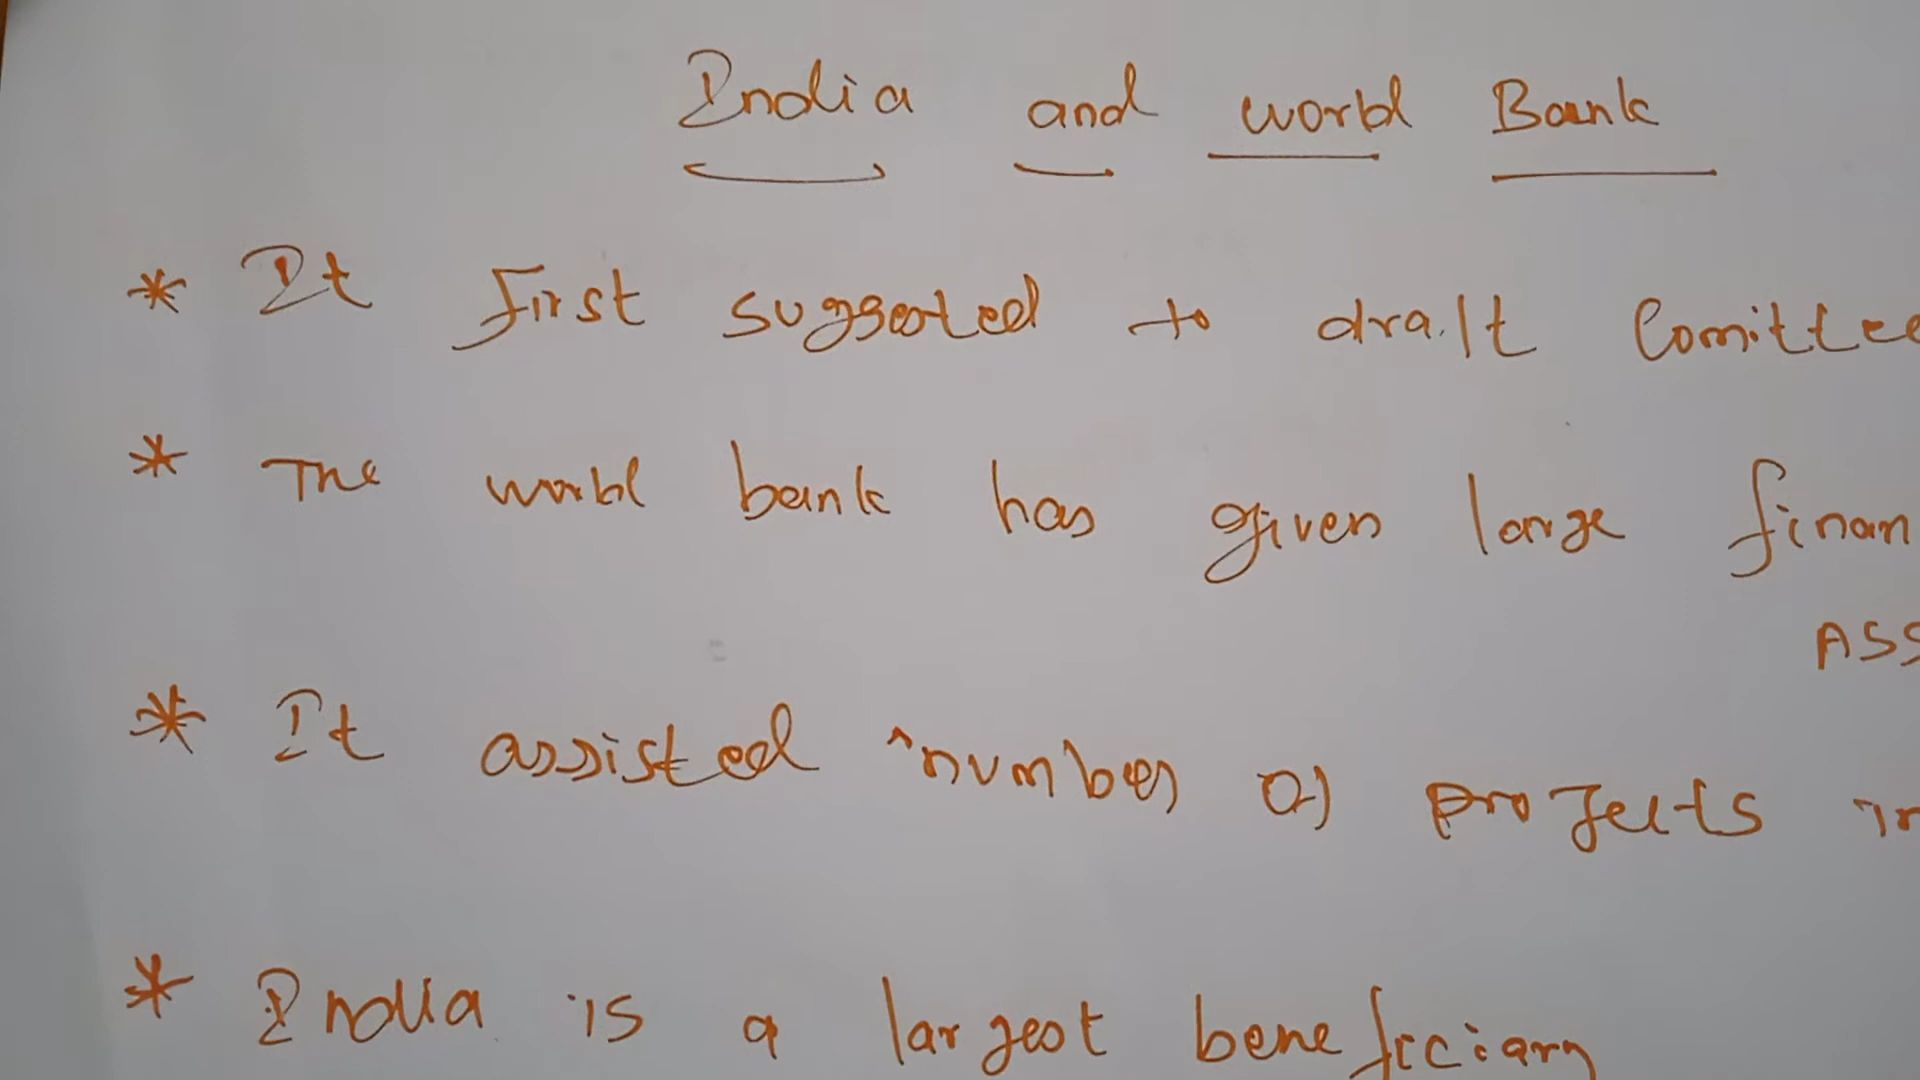 India and world Bank
* It First suggested to draft Comittee
* The world bank has given large finan
ASS
* It assisted number of projects in
* India is a largest beneficiary